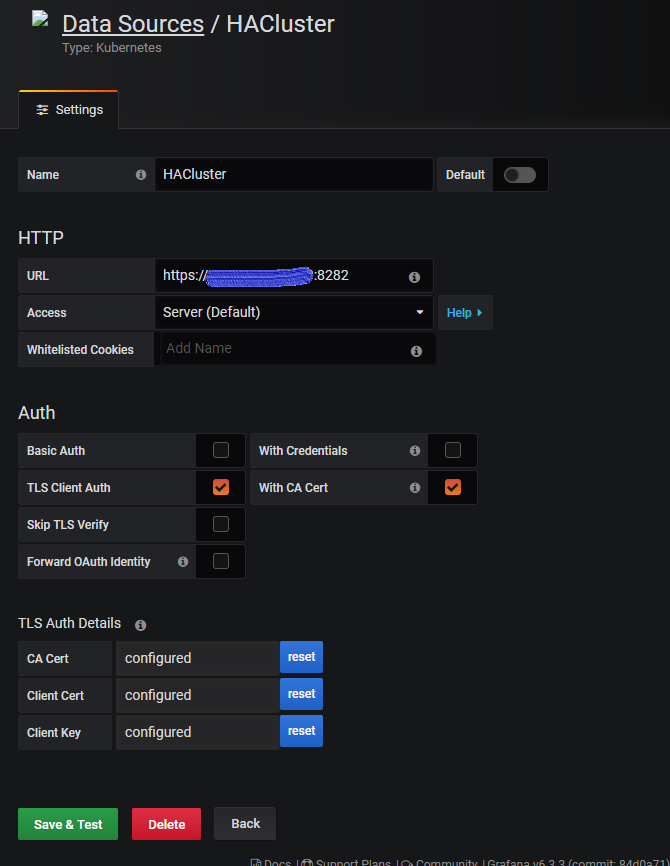 Data Sources / HACluster
Type: Kubernetes
Settings
Name HACluster Default
HTTP
URL https:// :8282
Access Server (Default) Help
Whitelisted Cookies Add Name
Auth
Basic Auth With Credentials
TLS Client Auth With CA Cert
Skip TLS Verify
Forward OAuth Identity
TLS Auth Details
CA Cert configured reset
Client Cert configured reset
Client Key configured reset
Save & Test Delete Back
Docs | Support Plans | Community | Grafana v6.3.3 (commit: 84d0a71)